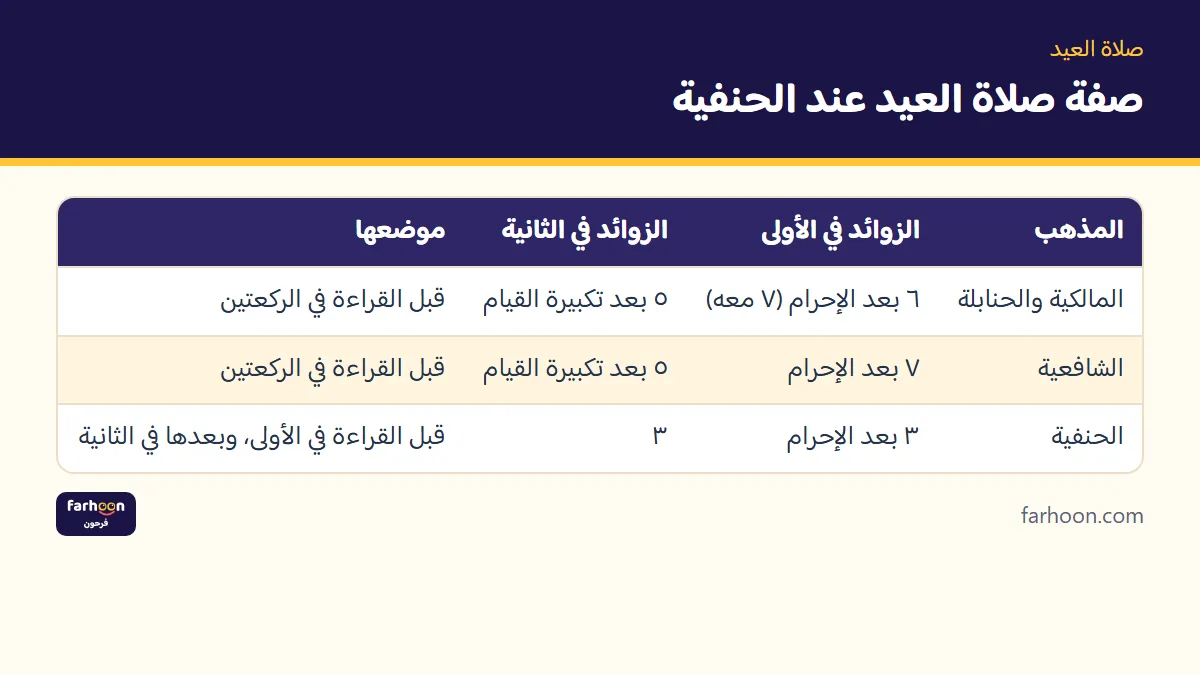 صلاة العيد
صفة صلاة العيد عند الحنفية
المذهب الزوائد في الأولى الزوائد في الثانية موضعها
المالكية والحنابلة ٦ بعد الإحرام (٧ معه) ٥ بعد تكبيرة القيام قبل القراءة في الركعتين
الشافعية ٧ بعد الإحرام ٥ بعد تكبيرة القيام قبل القراءة في الركعتين
الحنفية ٣ بعد الإحرام ٣ قبل القراءة في الأولى، وبعدها في الثانية
farhoon.com
farhoon
فرحون